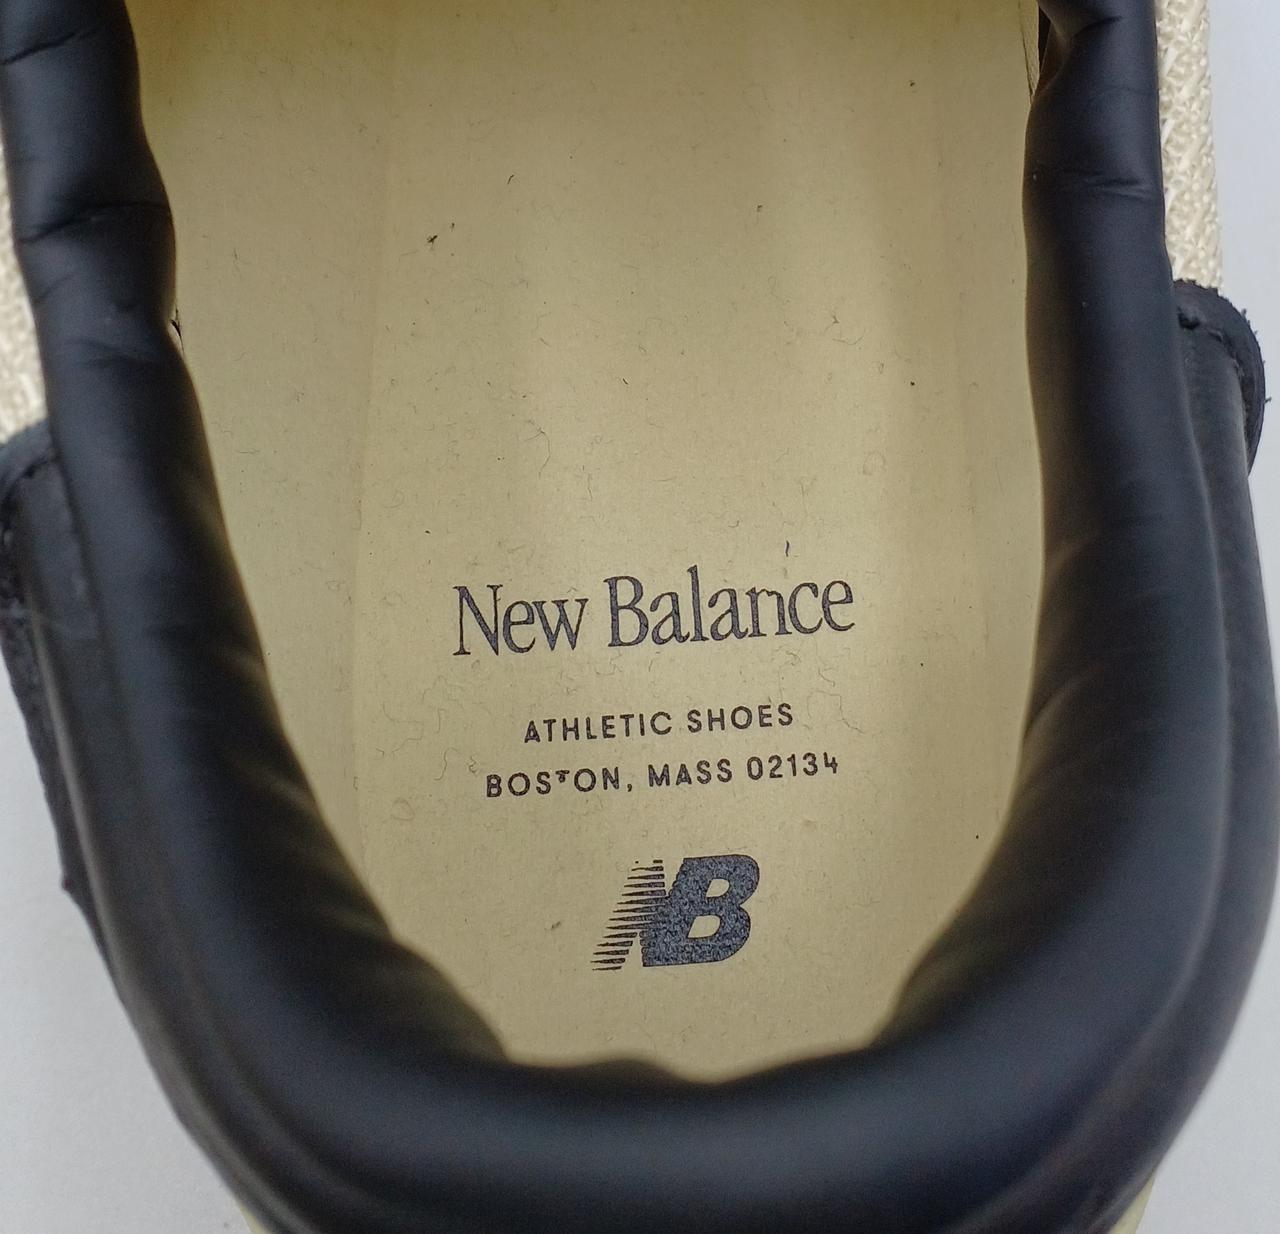 New Balance
ATHLETIC SHOES
BOSTON, MASS 02134
NB